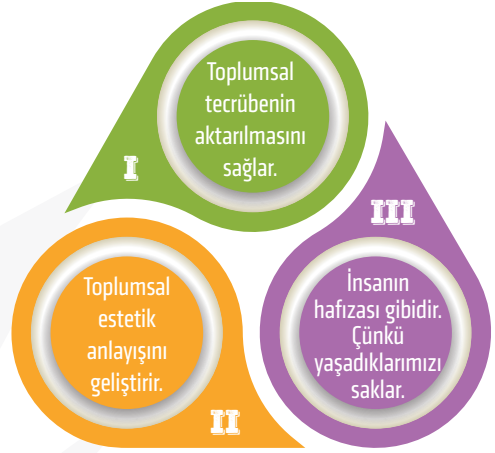 Toplumsal
tecrübenin
aktarılmasını
sağlar.
I
III
Toplumsal
estetik
anlayışını
geliştirir.
II
İnsanın
hafızası gibidir.
Çünkü
yaşadıklarımızı
saklar.